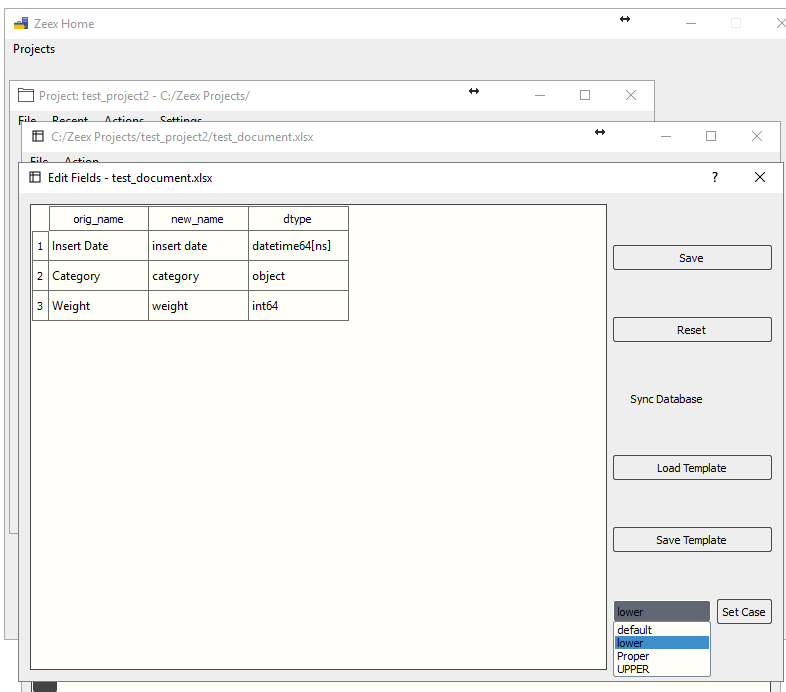 Zeex Home
Projects
Project: test_project2 - C:/Zeex Projects/
File Recent Actions Settings
C:/Zeex Projects/test_project2/test_document.xlsx
File Action
Edit Fields - test_document.xlsx ?
orig_name new_name dtype
1 Insert Date insert date datetime64[ns]
2 Category category object
3 Weight weight int64
Save
Reset
Sync Database
Load Template
Save Template
lower Set Case
default
lower
Proper
UPPER